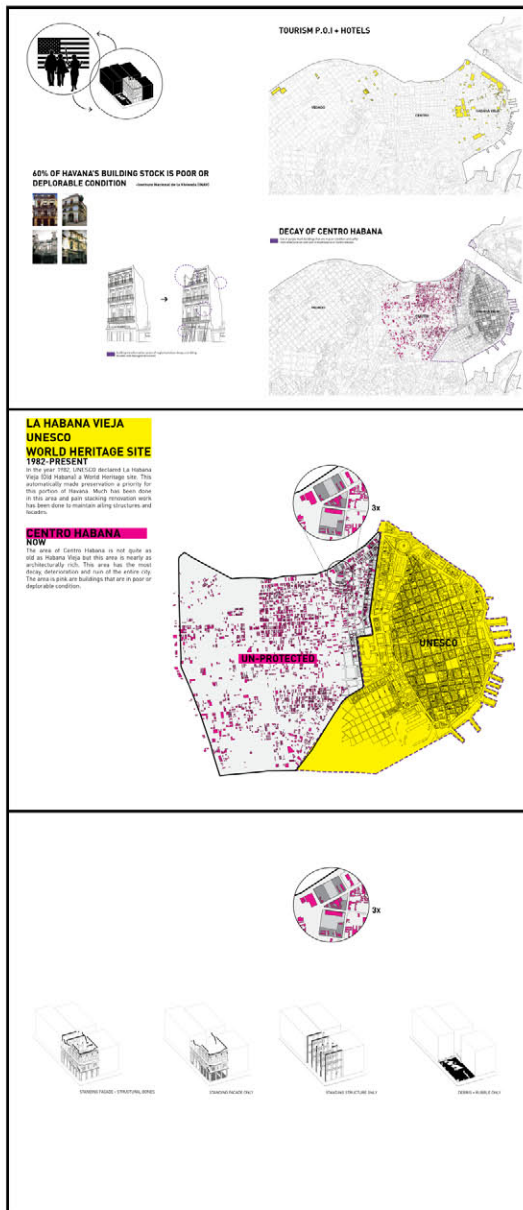 TOURISM P.O.I + HOTELS
VEDADO
CENTRO
HABANA VIEJA
60% OF HAVANA'S BUILDING STOCK IS POOR OR
DEPLORABLE CONDITION
DECAY OF CENTRO HABANA
VEDADO
CENTRO
LA HABANA VIEJA
UNESCO
WORLD HERITAGE SITE
1982-PRESENT
In the year 1982, UNESCO declared La Habana
Vieja (Old Habana) a World Heritage site. This
automatically made preservation a priority for
this portion of Havana. Much has been done
in this area and pain stacking renovation work
has been done to maintain ailing structures and
facades.
CENTRO HABANA
NOW
The area of Centro Habana is not quite as
old as Habana Vieja but this area is nearly as
architecturally rich. This area has the most
decay, deterioration and ruin of the entire city.
The area is pink are buildings that are in poor or
deplorable condition.
3x
UN-PROTECTED
UNESCO
3x
STANDING FACADE + STRUCTURAL BONES
STANDING FACADE ONLY
STANDING STRUCTURE ONLY
DEBRIS + RUBBLE ONLY